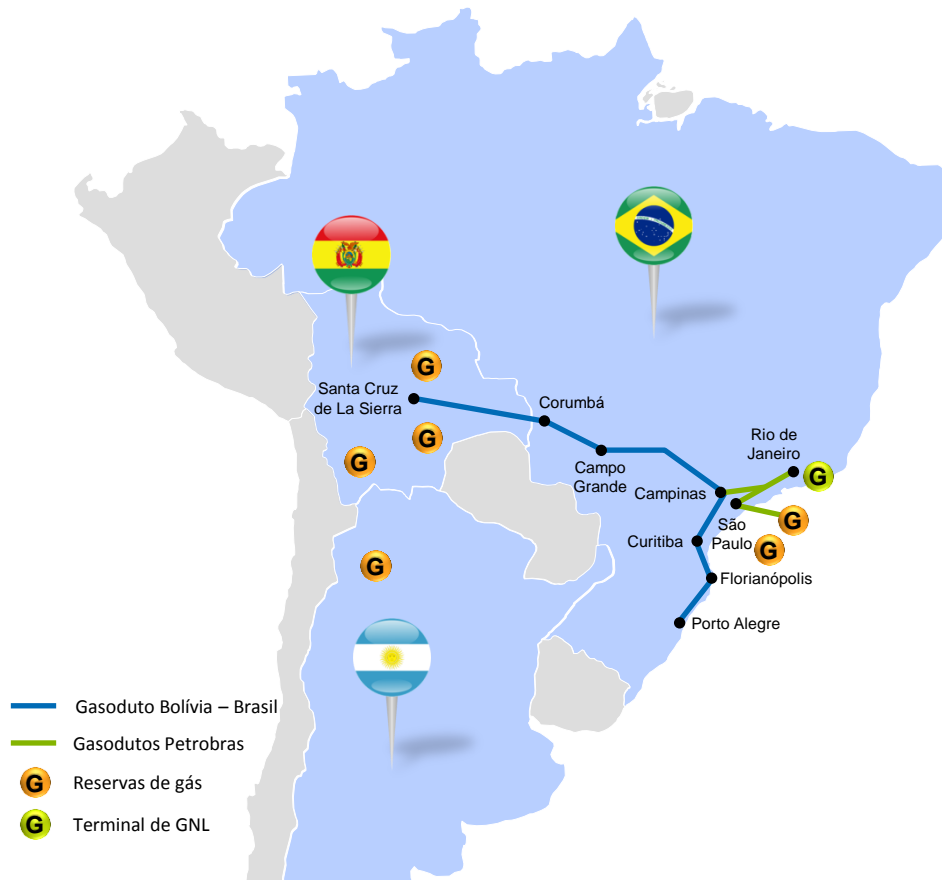 Santa Cruz
de La Sierra
G
G
G
Corumbá
Campo
Grande
Rio de
Janeiro
G
Campinas
São
Paulo
G
G
Curitiba
Florianópolis
Porto Alegre
G
Gasoduto Bolívia – Brasil
Gasodutos Petrobras
G
Reservas de gás
G
Terminal de GNL